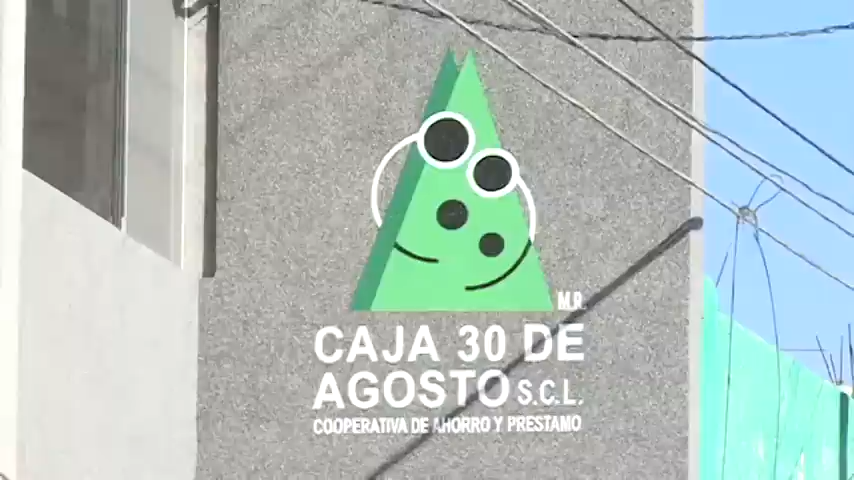 M.R.
CAJA 30 DE
AGOSTO S.C.L.
COOPERATIVA DE AHORRO Y PRESTAMO